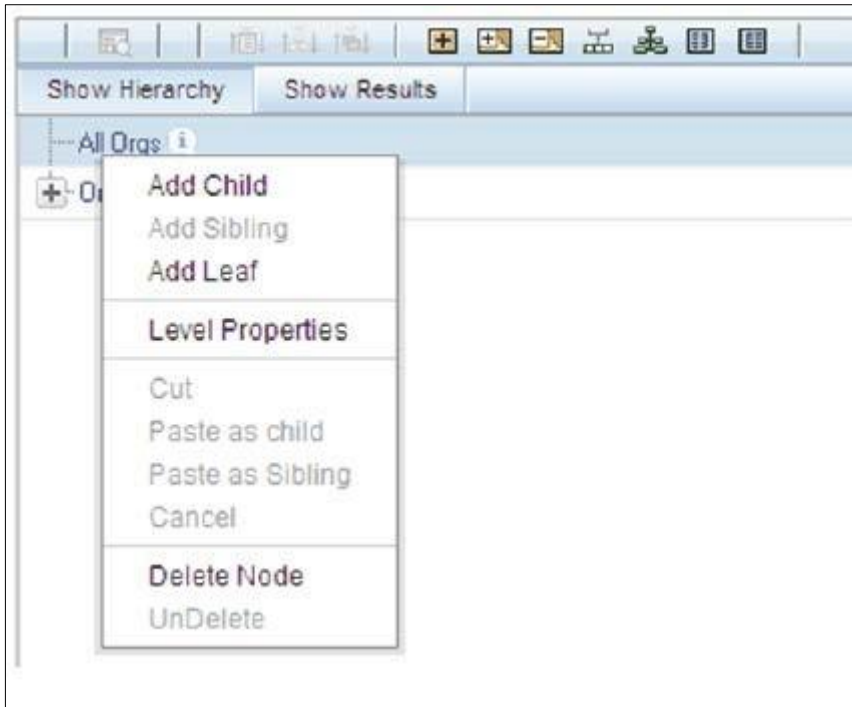 Show Hierarchy Show Results
All Orgs i
Add Child
Add Sibling
Add Leaf
Level Properties
Cut
Paste as child
Paste as Sibling
Cancel
Delete Node
UnDelete